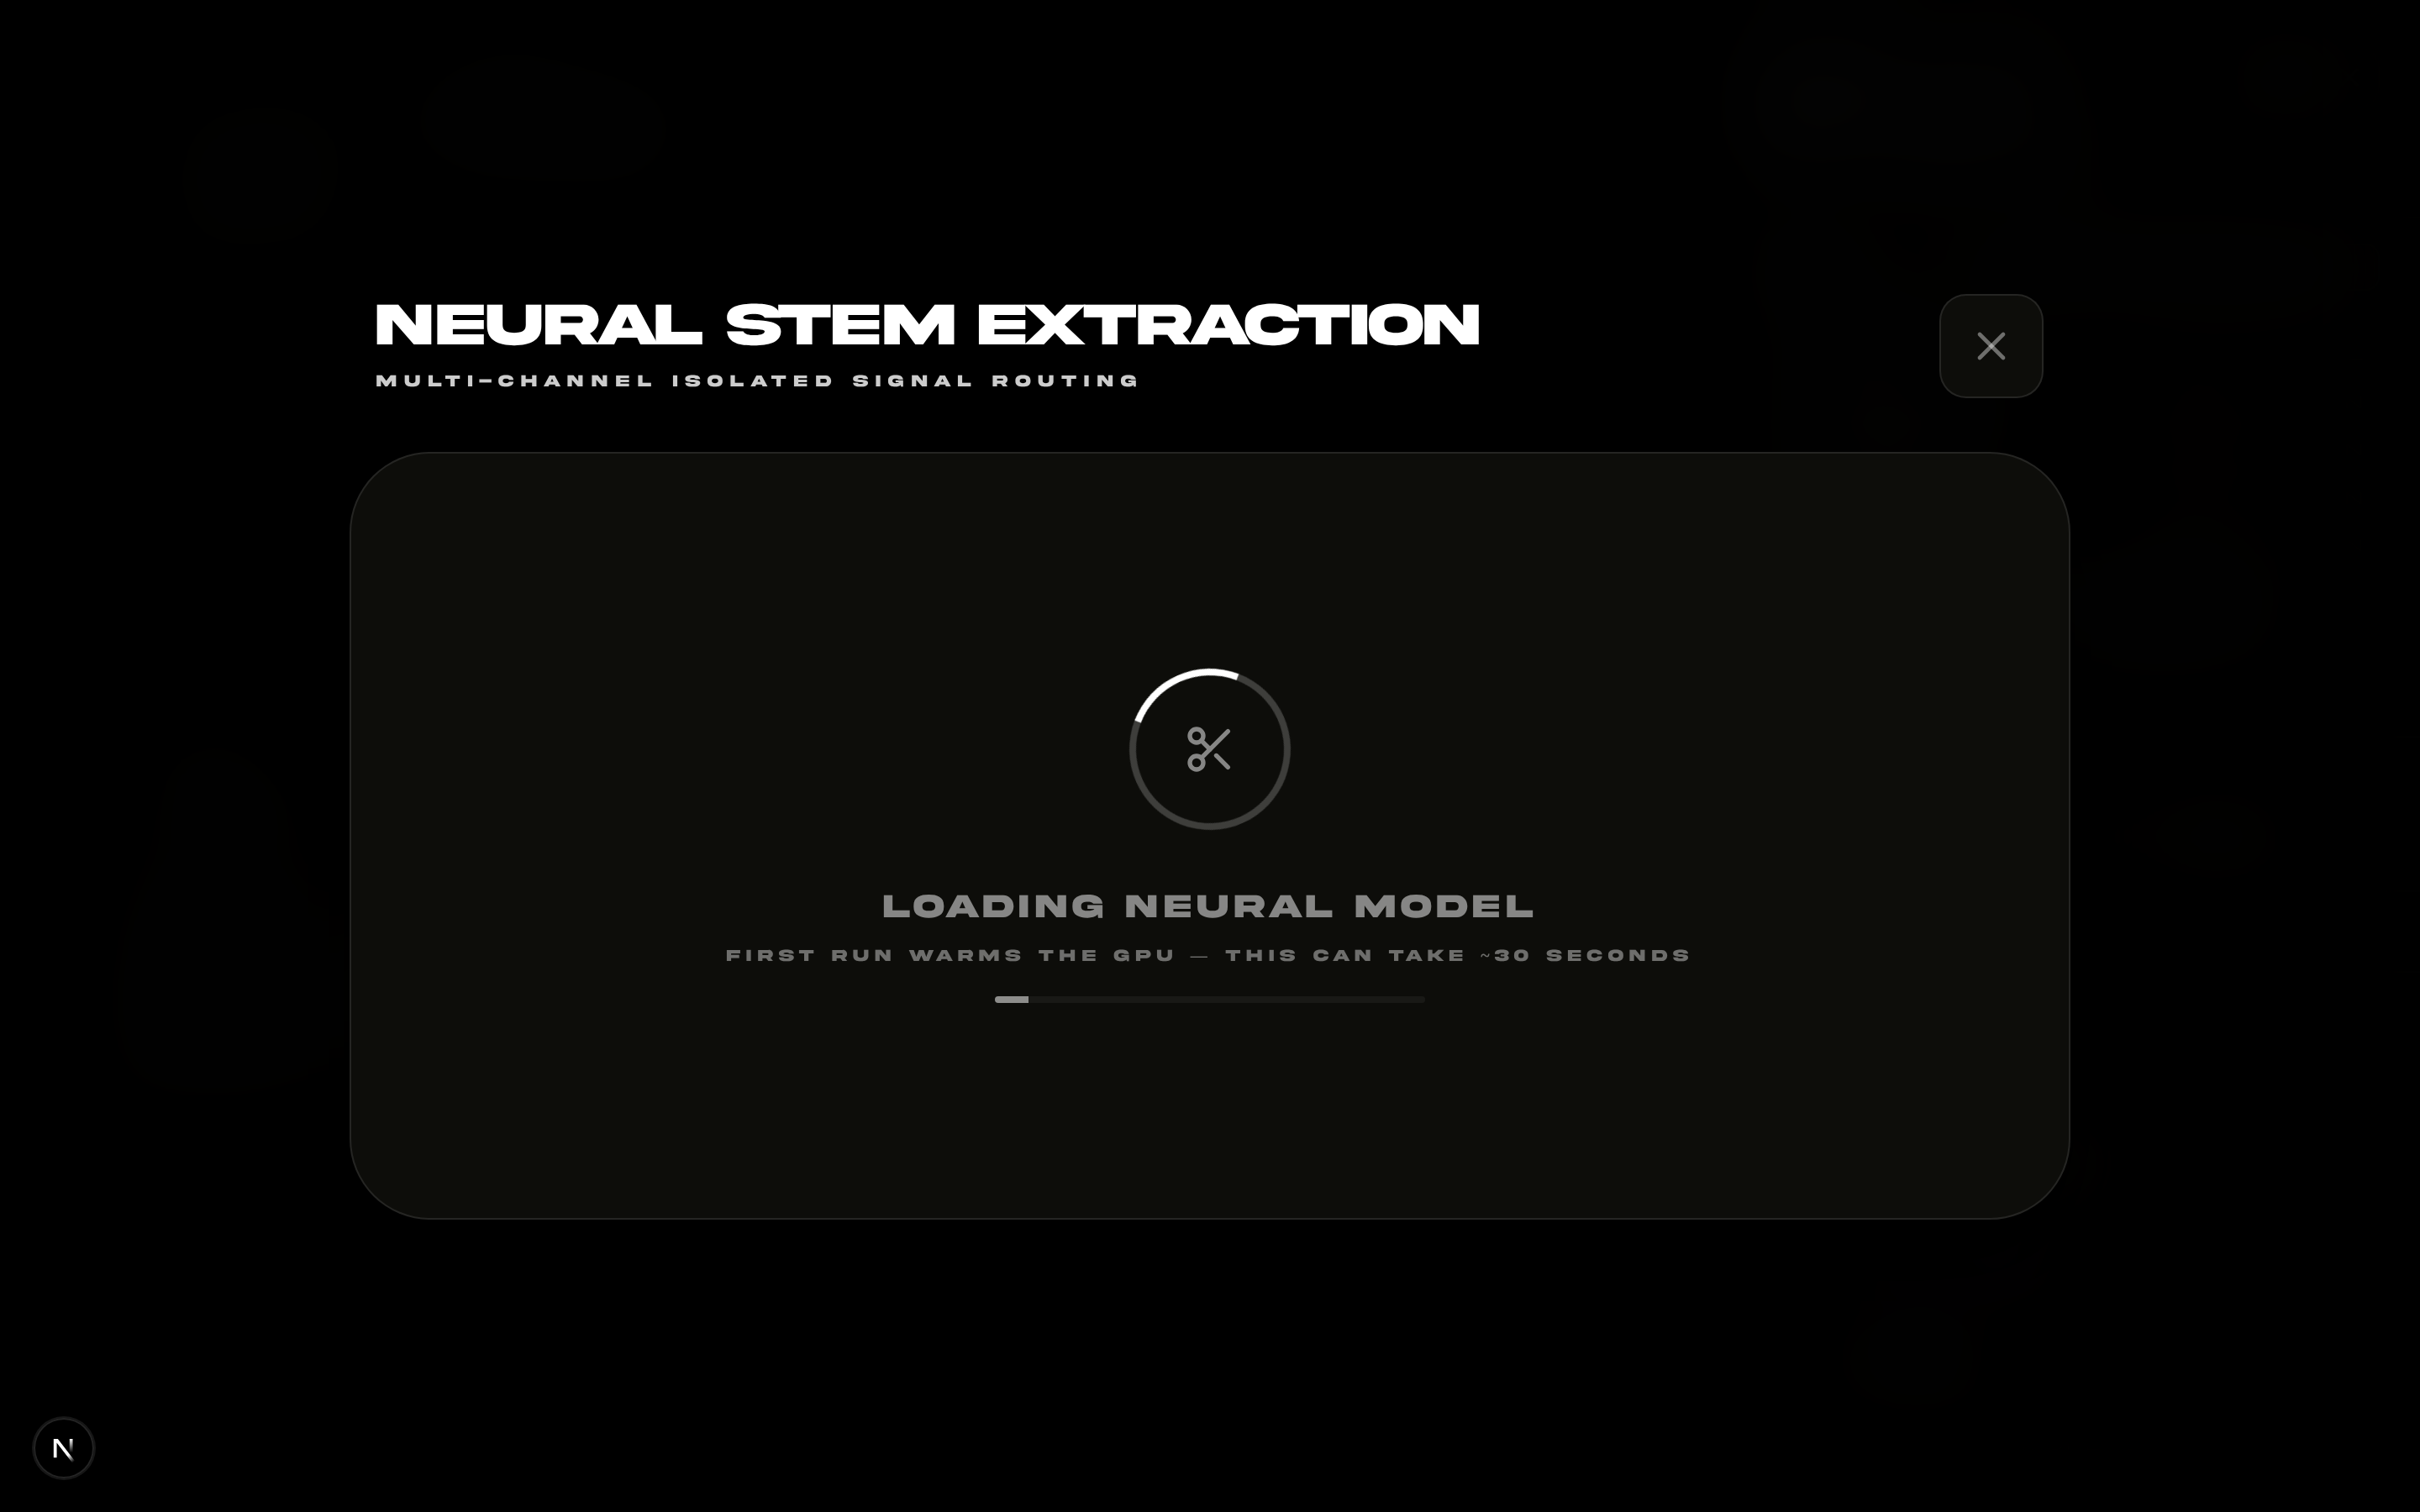 NEURAL STEM EXTRACTION
MULTI-CHANNEL ISOLATED SIGNAL ROUTING
LOADING NEURAL MODEL
FIRST RUN WARMS THE GPU — THIS CAN TAKE ~30 SECONDS
N